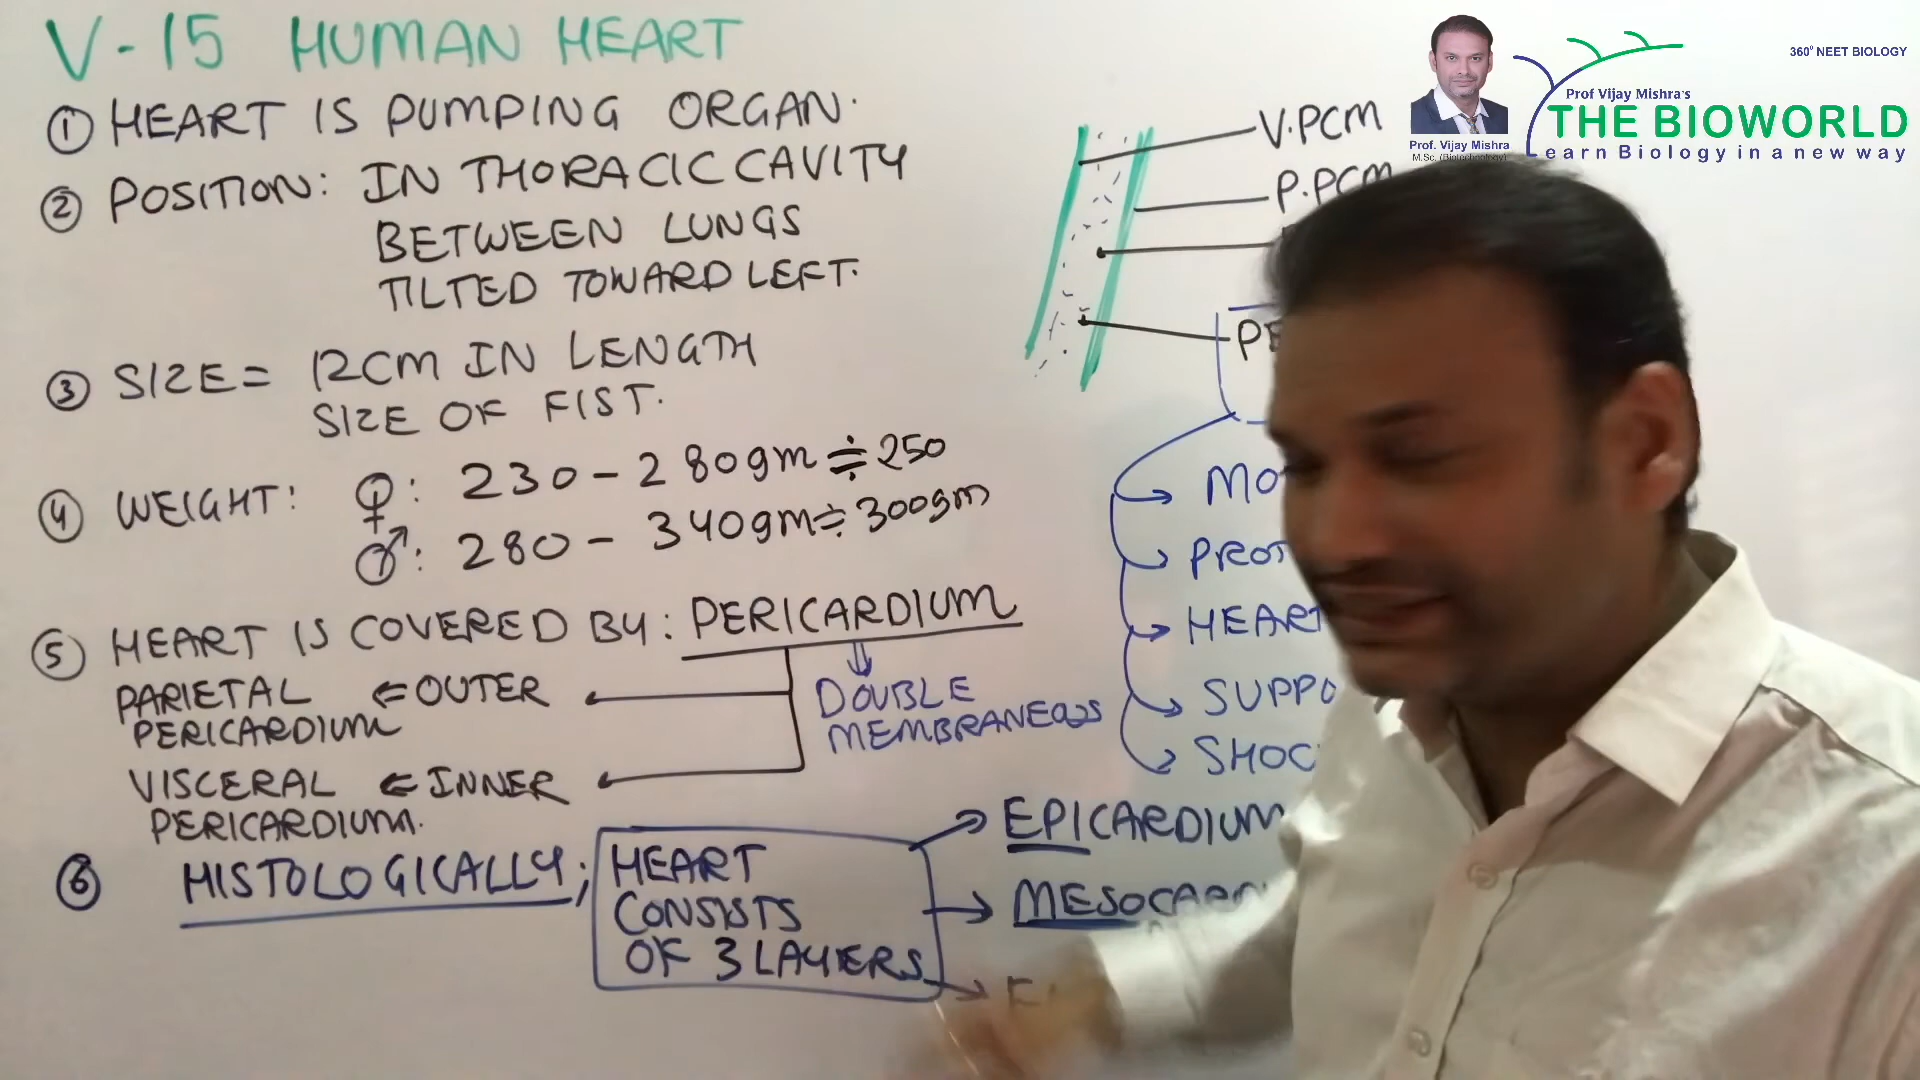 V-15 HUMAN HEART
① HEART IS PUMPING ORGAN.
② POSITION: IN THORACIC CAVITY
BETWEEN LUNGS
TILTED TOWARD LEFT.
③ SIZE = 12CM IN LENGTH
SIZE OF FIST.
④ WEIGHT: ♀: 230-280gm ≑ 250
♂: 280-340gm ≑ 300gm
⑤ HEART IS COVERED BY: PERICARDIUM
PARIETAL ⇐ OUTER
PERICARDIUM
DOUBLE
MEMBRANEOUS
VISCERAL ⇐ INNER
PERICARDIUM.
⑥ HISTOLOGICALLY; HEART
CONSISTS
OF 3 LAYERS
EPICARDIUM
V.PCM
P.PCM
HEART
360° NEET BIOLOGY
Prof Vijay Mishra's
THE BIOWORLD
Learn Biology in a new way
Prof. Vijay Mishra
M.Sc. (Biotechnology)